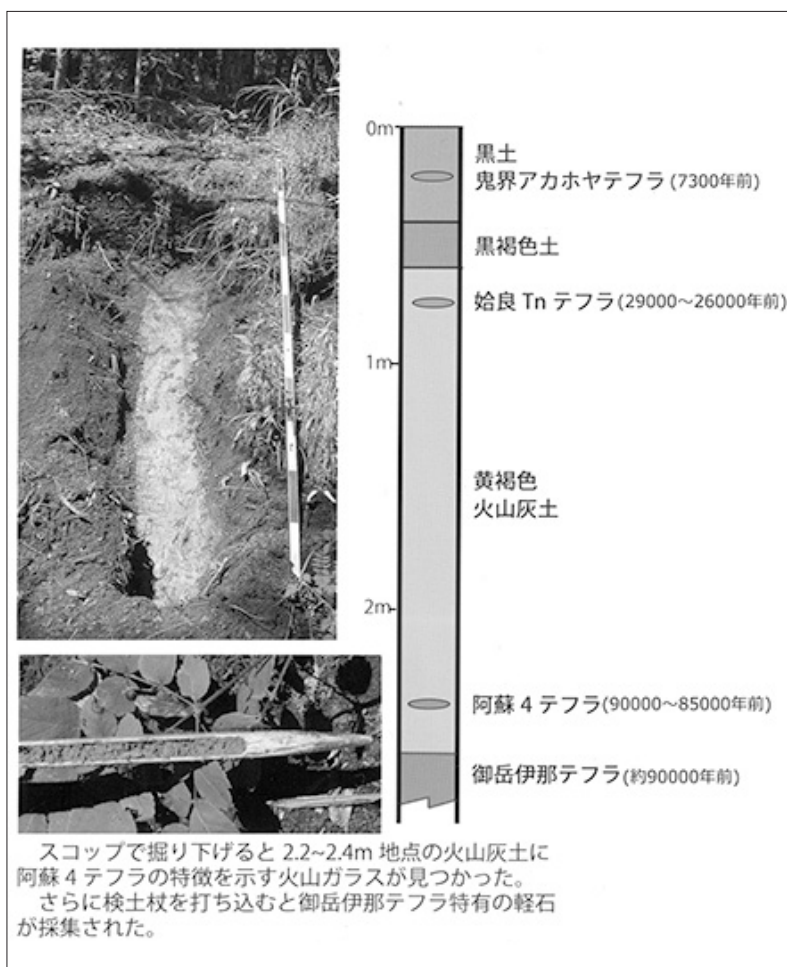 0m
黒土
鬼界アカホヤテフラ (7300年前)
黒褐色土
姶良Tnテフラ(29000〜26000年前)
1m
黄褐色
火山灰土
2m
阿蘇4テフラ(90000〜85000年前)
御岳伊那テフラ(約90000年前)
スコップで掘り下げると2.2~2.4m地点の火山灰土に
阿蘇4テフラの特徴を示す火山ガラスが見つかった。
さらに検土杖を打ち込むと御岳伊那テフラ特有の軽石
が採集された。